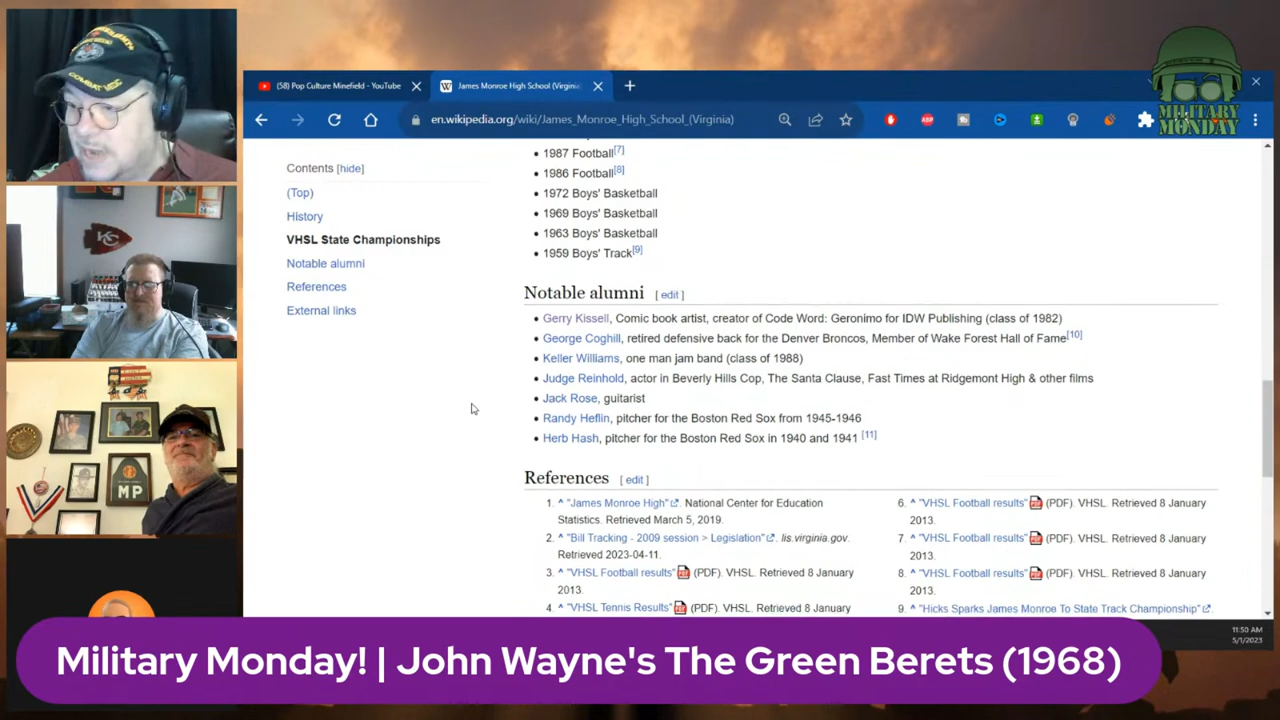 (58) Pop Culture Minefield - YouTube
W James Monroe High School (Virginia
en.wikipedia.org/wiki/James_Monroe_High_School_(Virginia)
ABP
MILITARY
MONDAY
COMBAT MEDIC
KC
MP
Contents [hide]
(Top)
History
VHSL State Championships
Notable alumni
References
External links
• 1987 Football[7]
• 1986 Football[8]
• 1972 Boys' Basketball
• 1969 Boys' Basketball
• 1963 Boys' Basketball
• 1959 Boys' Track[9]
Notable alumni [ edit ]
• Gerry Kissell, Comic book artist, creator of Code Word: Geronimo for IDW Publishing (class of 1982)
• George Coghill, retired defensive back for the Denver Broncos, Member of Wake Forest Hall of Fame[10]
• Keller Williams, one man jam band (class of 1988)
• Judge Reinhold, actor in Beverly Hills Cop, The Santa Clause, Fast Times at Ridgemont High & other films
• Jack Rose, guitarist
• Randy Heflin, pitcher for the Boston Red Sox from 1945-1946
• Herb Hash, pitcher for the Boston Red Sox in 1940 and 1941 [11]
References [ edit ]
1. ^ "James Monroe High". National Center for Education
Statistics. Retrieved March 5, 2019.
2. ^ "Bill Tracking - 2009 session > Legislation". lis.virginia.gov.
Retrieved 2023-04-11.
3. ^ "VHSL Football results" (PDF). VHSL. Retrieved 8 January
2013.
4. ^ "VHSL Tennis Results" (PDF). VHSL. Retrieved 8 January
6. ^ "VHSL Football results" (PDF). VHSL. Retrieved 8 January
2013.
7. ^ "VHSL Football results" (PDF). VHSL. Retrieved 8 January
2013.
8. ^ "VHSL Football results" (PDF). VHSL. Retrieved 8 January
2013.
9. ^ "Hicks Sparks James Monroe To State Track Championship".
11:50 AM
5/1/2023
Military Monday! | John Wayne's The Green Berets (1968)